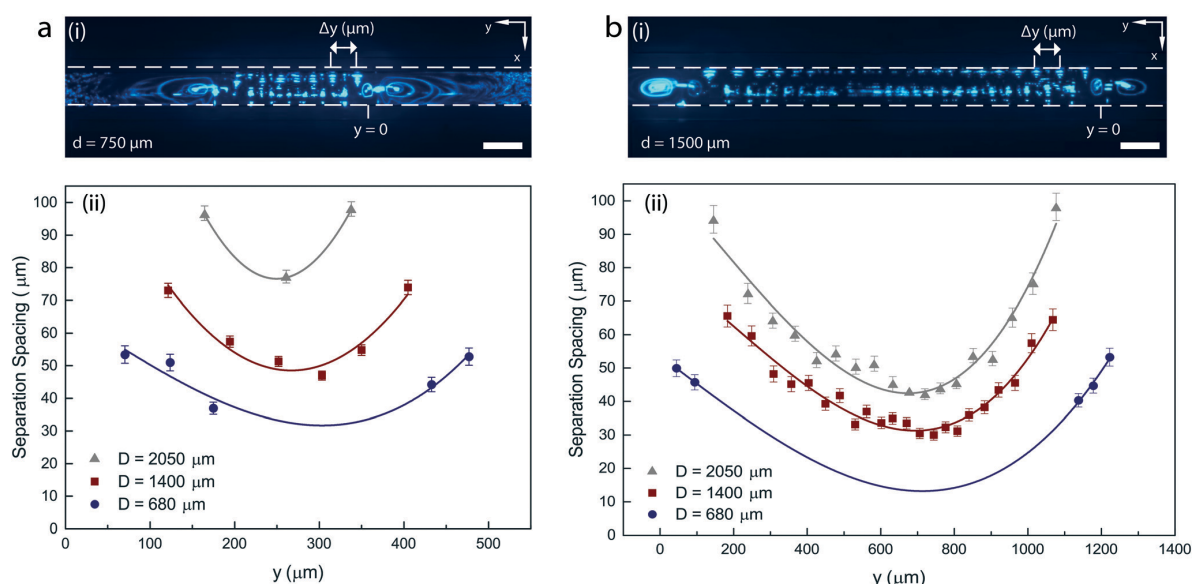 a
(i)
Δy (μm)
y
x
y = 0
d = 750 μm
b
(i)
Δy (μm)
y
x
y = 0
d = 1500 μm
(ii)
Separation Spacing ( μm)
100
90
80
70
60
50
40
30
20
10
0
D = 2050 μm
D = 1400 μm
D = 680 μm
0 100 200 300 400 500
y (μm)
(ii)
Separation Spacing ( μm)
100
90
80
70
60
50
40
30
20
10
0
D = 2050 μm
D = 1400 μm
D = 680 μm
0 200 400 600 800 1000 1200 1400
y (μm)